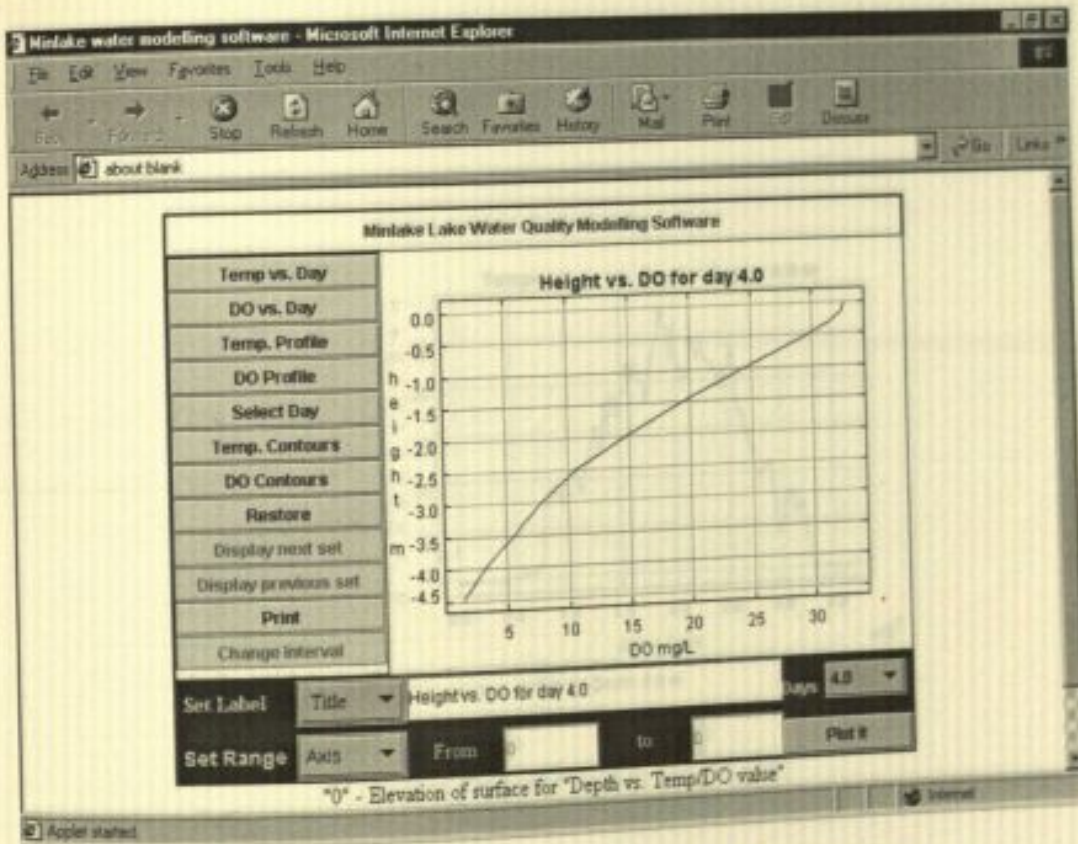 Minlake water modelling software - Microsoft Internet Explorer
File Edit View Favorites Tools Help
Back Forward Stop Refresh Home Search Favorites History Mail Print Edit Discuss
Address about:blank Go Links »
Minlake Lake Water Quality Modelling Software
Temp vs. Day
DO vs. Day
Temp. Profile
DO Profile
Select Day
Temp. Contours
DO Contours
Restore
Display next set
Display previous set
Print
Change Interval
Height vs. DO for day 4.0
height m
0.0
-0.5
-1.0
-1.5
-2.0
-2.5
-3.0
-3.5
-4.0
-4.5
5 10 15 20 25 30
DO mg/L
Set Label Title Height vs. DO for day 4.0 Days 4.0
Set Range Axis From 0 to 0 Plot It
"0" - Elevation of surface for "Depth vs. Temp/DO value"
Applet started. Internet